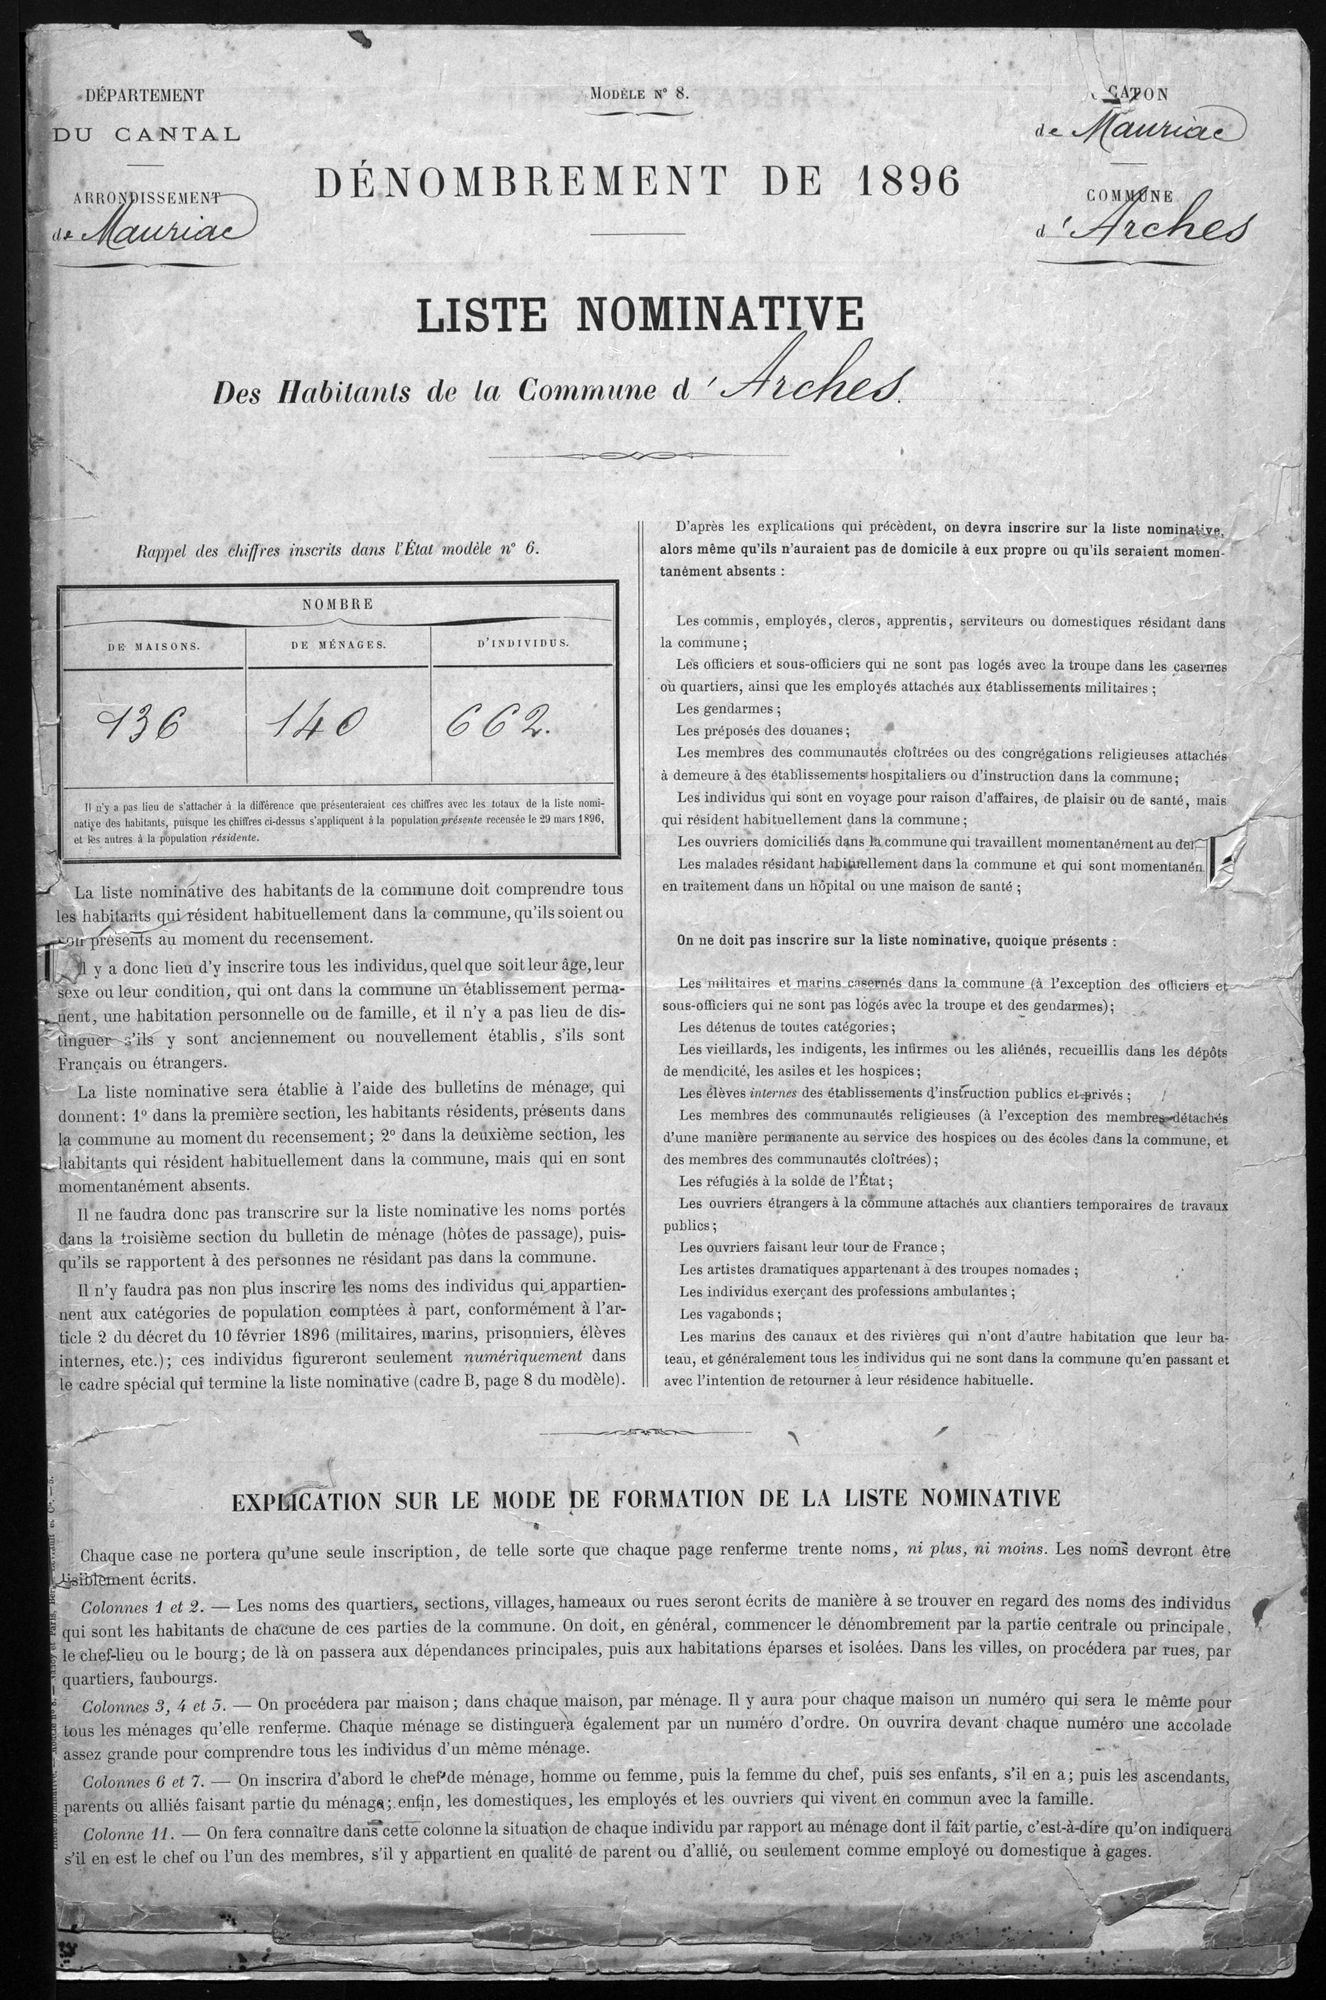 DÉPARTEMENT
DU CANTAL
ARRONDISSEMENT
de Mauriac
MODÈLE N° 8.
DÉNOMBREMENT DE 1896
CATON
de Mauriac
COMMUNE
d'Arches
LISTE NOMINATIVE
Des Habitants de la Commune d'Arches.
Rappel des chiffres inscrits dans l'État modèle n° 6.
NOMBRE
DE MAISONS. DE MÉNAGES. D'INDIVIDUS.
136 140 662.
Il n'y a pas lieu de s'attacher à la différence que présenteraient ces chiffres avec les totaux de la liste nomi-
native des habitants, puisque les chiffres ci-dessus s'appliquent à la population présente recensée le 29 mars 1896,
et les autres à la population résidente.
La liste nominative des habitants de la commune doit comprendre tous
les habitants qui résident habituellement dans la commune, qu'ils soient ou
non présents au moment du recensement.
Il y a donc lieu d'y inscrire tous les individus, quel que soit leur âge, leur
sexe ou leur condition, qui ont dans la commune un établissement perma-
nent, une habitation personnelle ou de famille, et il n'y a pas lieu de dis-
tinguer s'ils y sont anciennement ou nouvellement établis, s'ils sont
Français ou étrangers.
La liste nominative sera établie à l'aide des bulletins de ménage, qui
donnent: 1° dans la première section, les habitants résidents, présents dans
la commune au moment du recensement; 2° dans la deuxième section, les
habitants qui résident habituellement dans la commune, mais qui en sont
momentanément absents.
Il ne faudra donc pas transcrire sur la liste nominative les noms portés
dans la troisième section du bulletin de ménage (hôtes de passage), puis-
qu'ils se rapportent à des personnes ne résidant pas dans la commune.
Il n'y faudra pas non plus inscrire les noms des individus qui appartien-
nent aux catégories de population comptées à part, conformément à l'ar-
ticle 2 du décret du 10 février 1896 (militaires, marins, prisonniers, élèves
internes, etc.); ces individus figureront seulement numériquement dans
le cadre spécial qui termine la liste nominative (cadre B, page 8 du modèle).
D'après les explications qui précèdent, on devra inscrire sur la liste nominative,
alors même qu'ils n'auraient pas de domicile à eux propre ou qu'ils seraient momen-
tanément absents :
Les commis, employés, clercs, apprentis, serviteurs ou domestiques résidant dans
la commune;
Les officiers et sous-officiers qui ne sont pas logés avec la troupe dans les casernes
ou quartiers, ainsi que les employés attachés aux établissements militaires ;
Les gendarmes ;
Les préposés des douanes;
Les membres des communautés cloîtrées ou des congrégations religieuses attachés
à demeure à des établissements hospitaliers ou d'instruction dans la commune;
Les individus qui sont en voyage pour raison d'affaires, de plaisir ou de santé, mais
qui résident habituellement dans la commune;
Les ouvriers domiciliés dans la commune qui travaillent momentanément au de
Les malades résidant habituellement dans la commune et qui sont momentanén
en traitement dans un hôpital ou une maison de santé ;
On ne doit pas inscrire sur la liste nominative, quoique présents :
Les militaires et marins casernés dans la commune (à l'exception des officiers et
sous-officiers qui ne sont pas logés avec la troupe et des gendarmes);
Les détenus de toutes catégories;
Les vieillards, les indigents, les infirmes ou les aliénés, recueillis dans les dépôts
de mendicité, les asiles et les hospices;
Les élèves internes des établissements d'instruction publics et privés ;
Les membres des communautés religieuses (à l'exception des membres détachés
d'une manière permanente au service des hospices ou des écoles dans la commune, et
des membres des communautés cloîtrées);
Les réfugiés à la solde de l'État;
Les ouvriers étrangers à la commune attachés aux chantiers temporaires de travaux
publics;
Les ouvriers faisant leur tour de France;
Les artistes dramatiques appartenant à des troupes nomades ;
Les individus exerçant des professions ambulantes ;
Les vagabonds ;
Les marins des canaux et des rivières qui n'ont d'autre habitation que leur ba-
teau, et généralement tous les individus qui ne sont dans la commune qu'en passant et
avec l'intention de retourner à leur résidence habituelle.
EXPLICATION SUR LE MODE DE FORMATION DE LA LISTE NOMINATIVE
Chaque case ne portera qu'une seule inscription, de telle sorte que chaque page renferme trente noms, ni plus, ni moins. Les noms devront être
lisiblement écrits.
Colonnes 1 et 2. — Les noms des quartiers, sections, villages, hameaux ou rues seront écrits de manière à se trouver en regard des noms des individus
qui sont les habitants de chacune de ces parties de la commune. On doit, en général, commencer le dénombrement par la partie centrale ou principale,
le chef-lieu ou le bourg; de là on passera aux dépendances principales, puis aux habitations éparses et isolées. Dans les villes, on procédera par rues, par
quartiers, faubourgs.
Colonnes 3, 4 et 5. — On procédera par maison; dans chaque maison, par ménage. Il y aura pour chaque maison un numéro qui sera le même pour
tous les ménages qu'elle renferme. Chaque ménage se distinguera également par un numéro d'ordre. On ouvrira devant chaque numéro une accolade
assez grande pour comprendre tous les individus d'un même ménage.
Colonnes 6 et 7. — On inscrira d'abord le chef de ménage, homme ou femme, puis la femme du chef, puis ses enfants, s'il en a; puis les ascendants,
parents ou alliés faisant partie du ménage; enfin, les domestiques, les employés et les ouvriers qui vivent en commun avec la famille.
Colonne 11. — On fera connaître dans cette colonne la situation de chaque individu par rapport au ménage dont il fait partie, c'est-à-dire qu'on indiquera
s'il en est le chef ou l'un des membres, s'il y appartient en qualité de parent ou d'allié, ou seulement comme employé ou domestique à gages.